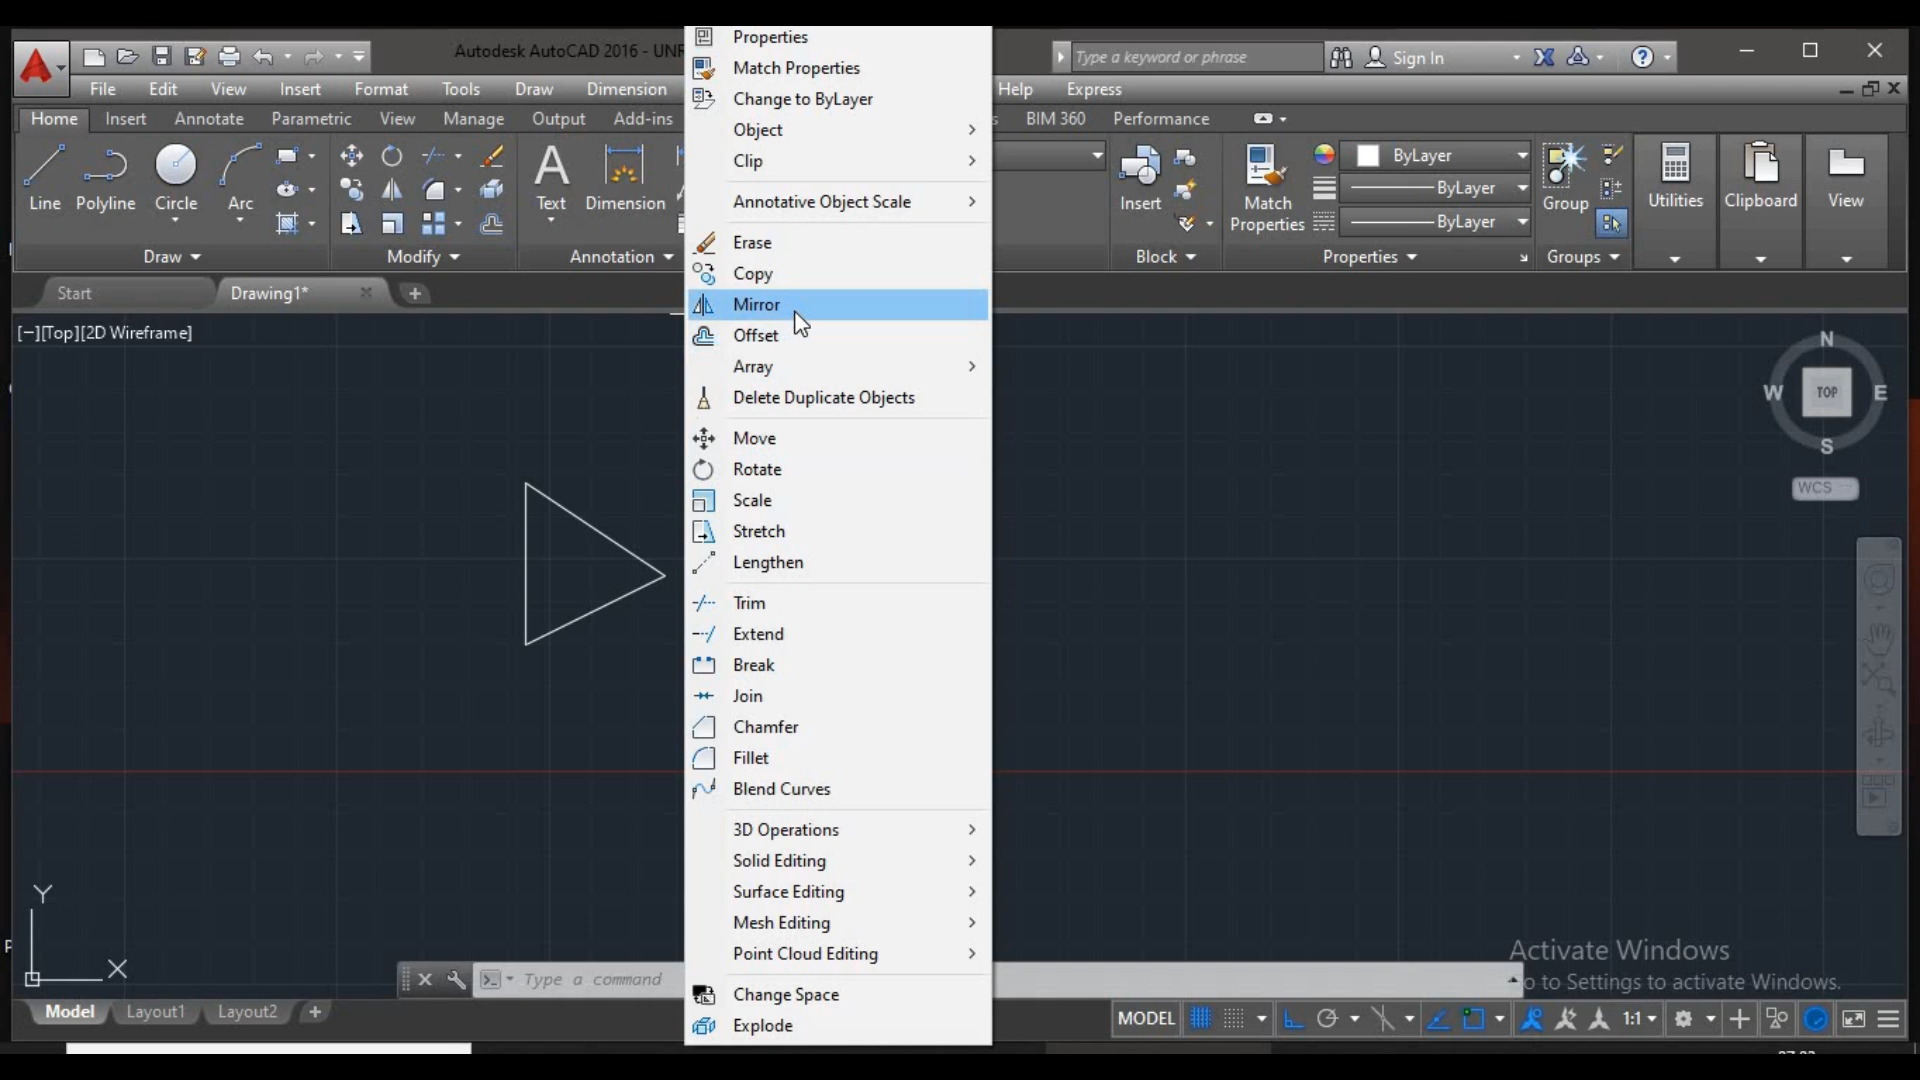 Autodesk AutoCAD 2016 - UNR
Type a keyword or phrase
Sign In
File Edit View Insert Format Tools Draw Dimension Help Express
Home Insert Annotate Parametric View Manage Output Add-ins BIM 360 Performance
Line Polyline Circle Arc
Draw
Modify
A
Text Dimension
Annotation
Insert
Block
Match
Properties
ByLayer
ByLayer
ByLayer
Properties
Group
Groups
Utilities
Clipboard
View
Start
Drawing1*
[−][Top][2D Wireframe]
Properties
Match Properties
Change to ByLayer
Object
Clip
Annotative Object Scale
Erase
Copy
Mirror
Offset
Array
Delete Duplicate Objects
Move
Rotate
Scale
Stretch
Lengthen
Trim
Extend
Break
Join
Chamfer
Fillet
Blend Curves
3D Operations
Solid Editing
Surface Editing
Mesh Editing
Point Cloud Editing
Change Space
Explode
N
W TOP E
S
WCS
Y
X
Type a command
Activate Windows
o to Settings to activate Windows.
Model Layout1 Layout2
MODEL
1:1